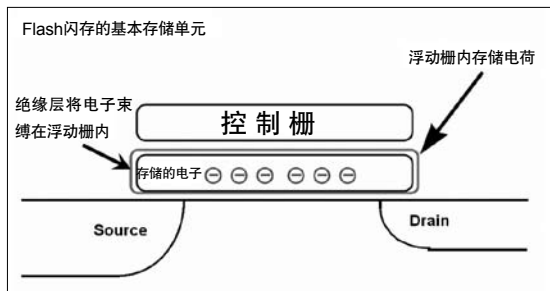 Flash闪存的基本存储单元
浮动栅内存储电荷
绝缘层将电子束
缚在浮动栅内
控制栅
存储的电子
Source
Drain